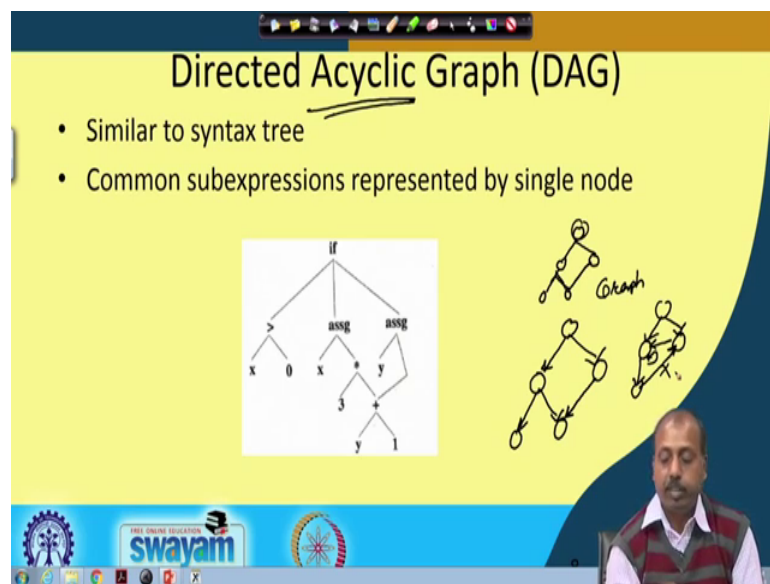 Directed Acyclic Graph (DAG)
• Similar to syntax tree
• Common subexpressions represented by single node
if
> assg assg
x 0 x * y
3 +
y 1
Graph
FREE ONLINE EDUCATION
swayam